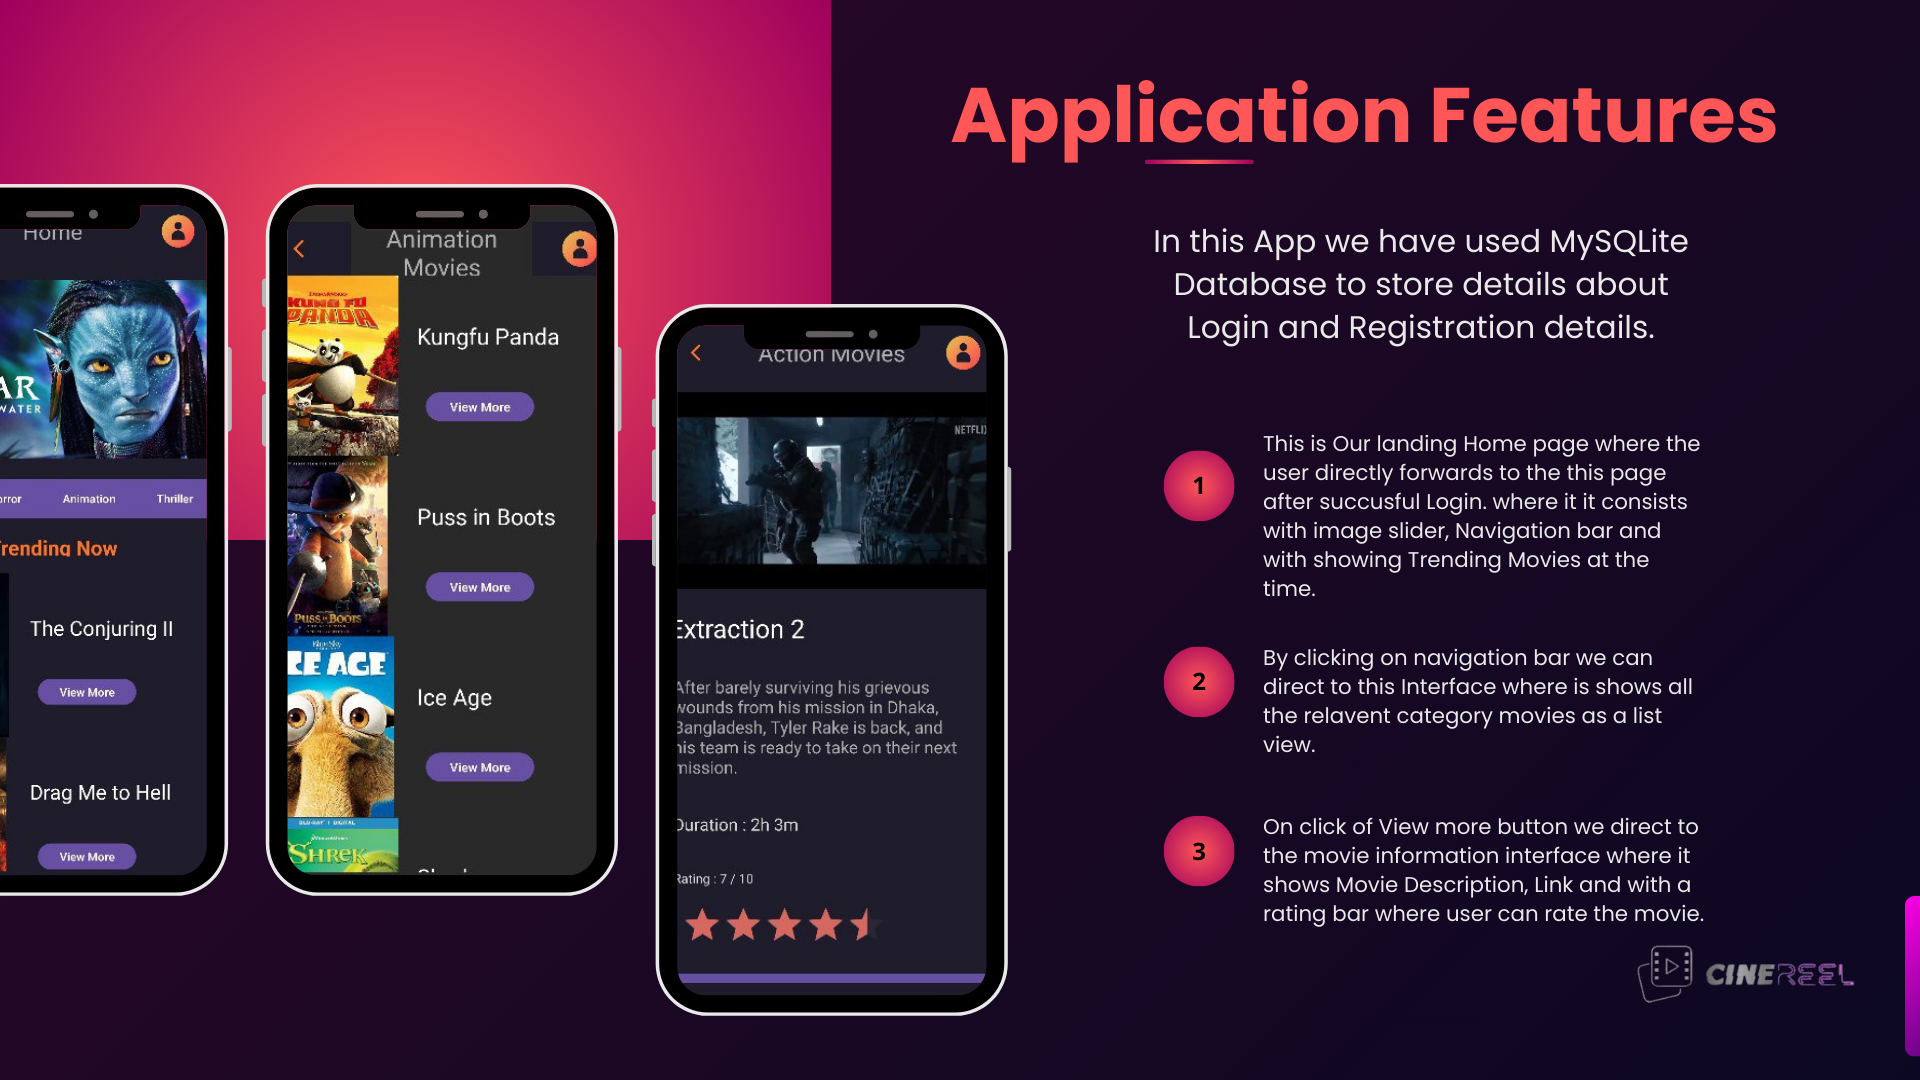 Application Features
In this App we have used MySQLite
Database to store details about
Login and Registration details.
1
This is Our landing Home page where the
user directly forwards to the this page
after succusful Login. where it it consists
with image slider, Navigation bar and
with showing Trending Movies at the
time.
2
By clicking on navigation bar we can
direct to this Interface where is shows all
the relavent category movies as a list
view.
3
On click of View more button we direct to
the movie information interface where it
shows Movie Description, Link and with a
rating bar where user can rate the movie.
CINEREEL
Home
AR
WATER
rror Animation Thriller
rending Now
The Conjuring II
View More
Drag Me to Hell
View More
Animation
Movies
KUNG FU
PANDA
Kungfu Panda
View More
PUSS in BOOTS
Puss in Boots
View More
Blue Sky
ICE AGE
Ice Age
View More
BLU-RAY + DIGITAL
SHREK
Action Movies
NETFLI
Extraction 2
After barely surviving his grievous
wounds from his mission in Dhaka,
Bangladesh, Tyler Rake is back, and
his team is ready to take on their next
mission.
Duration : 2h 3m
Rating : 7 / 10